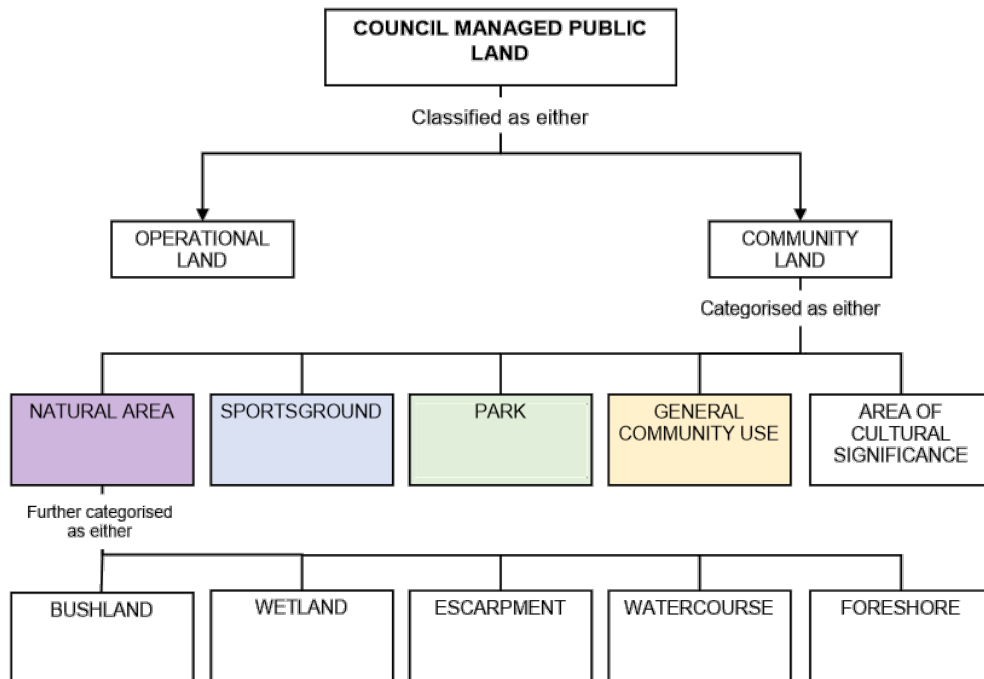 COUNCIL MANAGED PUBLIC
LAND
Classified as either
OPERATIONAL
LAND
COMMUNITY
LAND
Categorised as either
NATURAL AREA
SPORTSGROUND
PARK
GENERAL
COMMUNITY USE
AREA OF
CULTURAL
SIGNIFICANCE
Further categorised
as either
BUSHLAND
WETLAND
ESCARPMENT
WATERCOURSE
FORESHORE